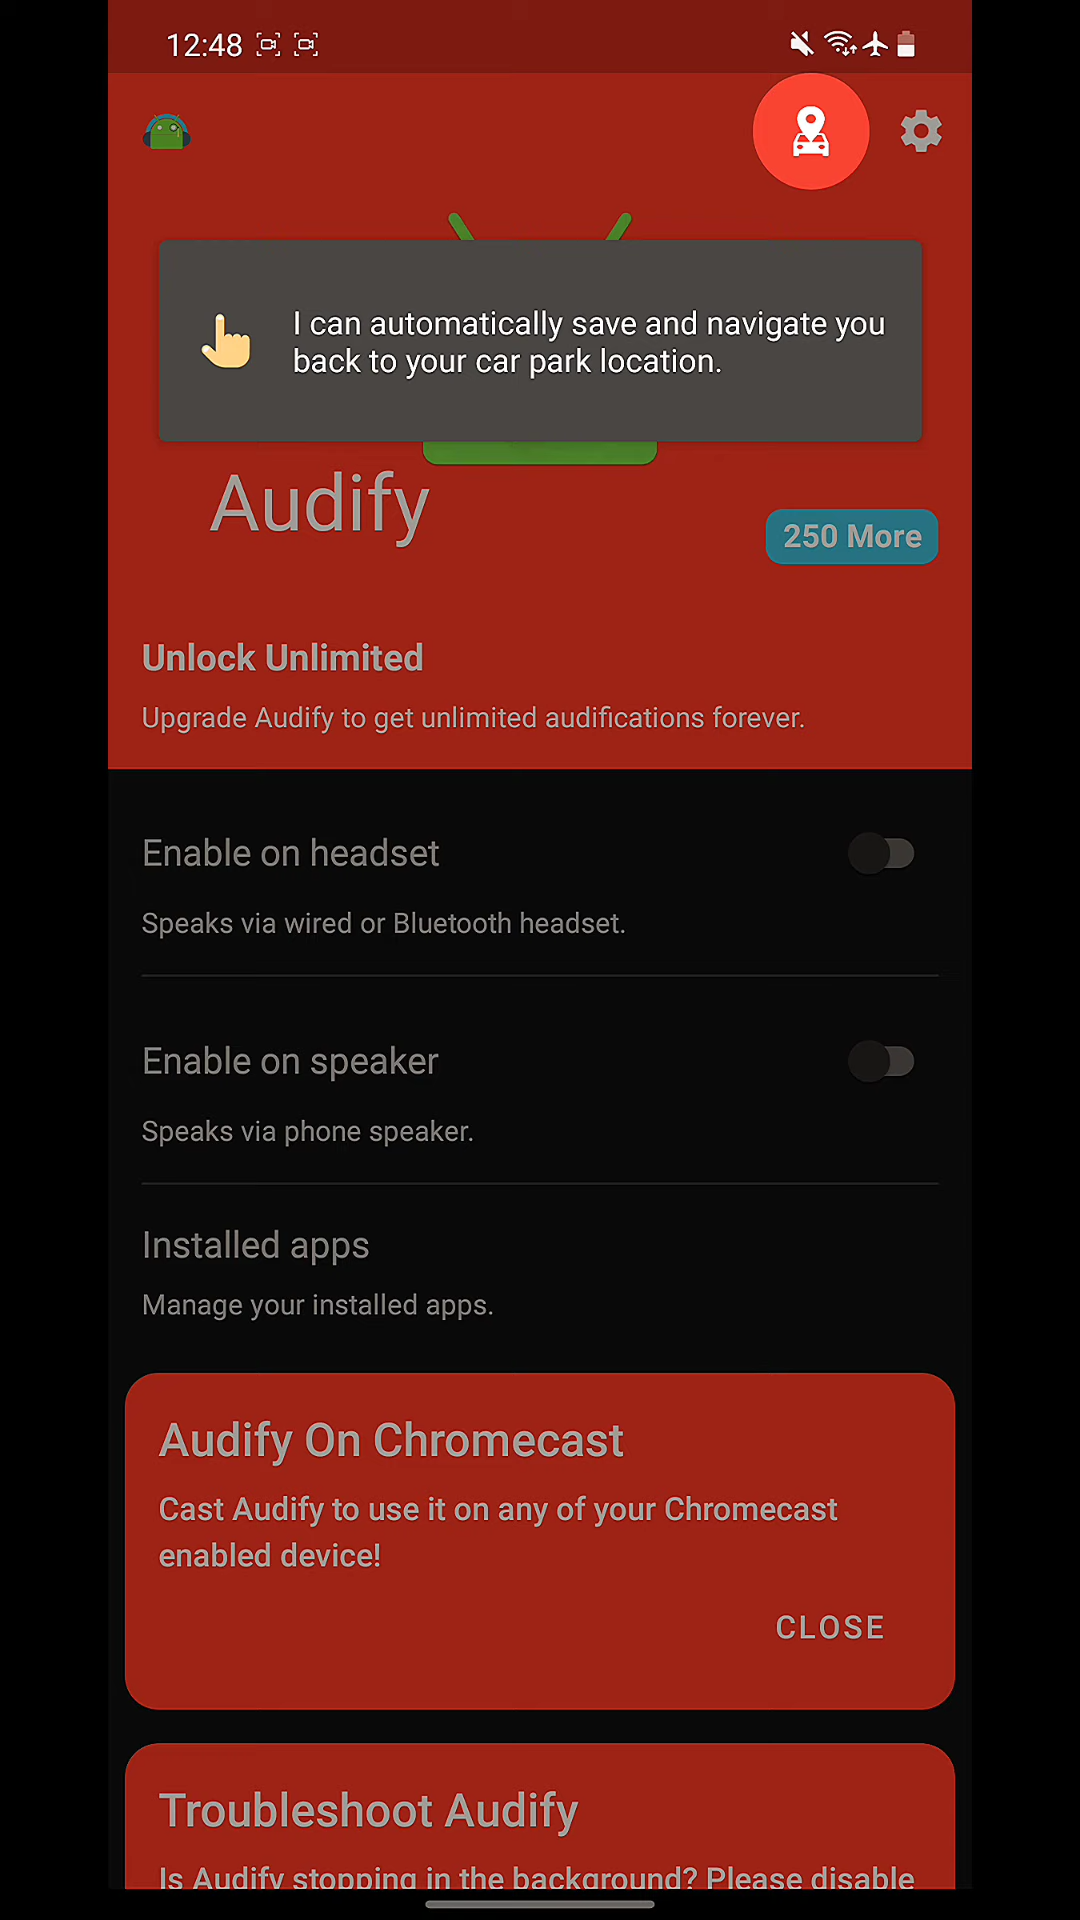 12:48
I can automatically save and navigate you
back to your car park location.
Audify
250 More
Unlock Unlimited
Upgrade Audify to get unlimited audifications forever.
Enable on headset
Speaks via wired or Bluetooth headset.
Enable on speaker
Speaks via phone speaker.
Installed apps
Manage your installed apps.
Audify On Chromecast
Cast Audify to use it on any of your Chromecast
enabled device!
CLOSE
Troubleshoot Audify
Is Audify stopping in the background? Please disable